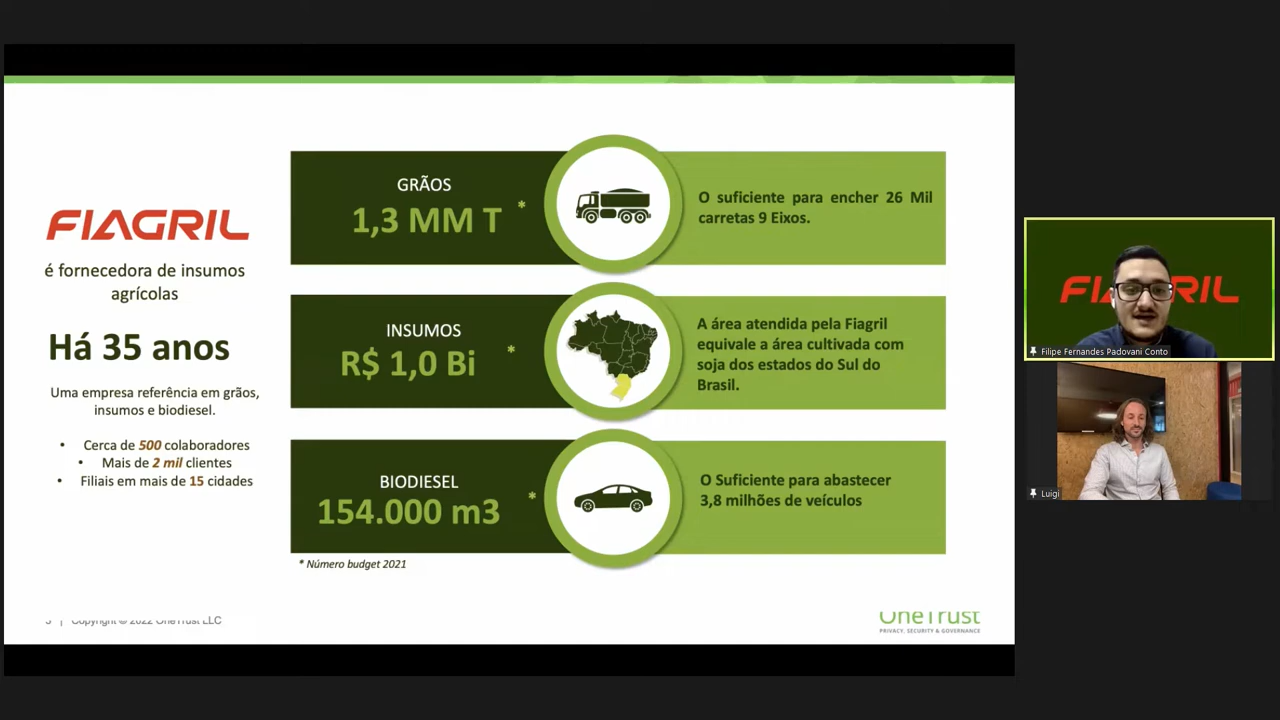 FIAGRIL
é fornecedora de insumos
agrícolas
Há 35 anos
Uma empresa referência em grãos,
insumos e biodiesel.
• Cerca de 500 colaboradores
• Mais de 2 mil clientes
• Filiais em mais de 15 cidades
GRÃOS
1,3 MM T *
O suficiente para encher 26 Mil
carretas 9 Eixos.
INSUMOS
R$ 1,0 Bi *
A área atendida pela Fiagril
equivale a área cultivada com
soja dos estados do Sul do
Brasil.
BIODIESEL
154.000 m3 *
O Suficiente para abastecer
3,8 milhões de veículos
* Número budget 2021
| Copyright © 2022 OneTrust LLC
OneTrust
PRIVACY, SECURITY & GOVERNANCE
FIAGRIL
Filipe Fernandes Padovani Conto
Luigi